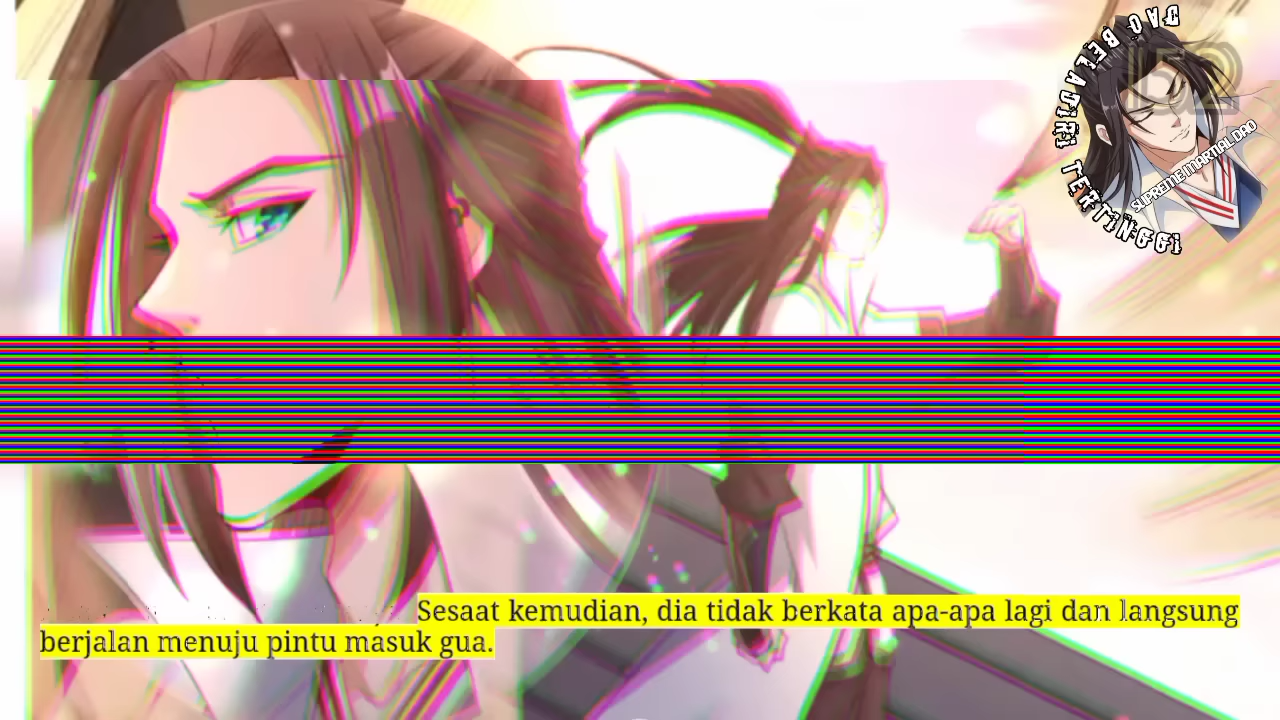 DAO BELADIRI TERTINGGI
152
SUPREME MARTIAL DAO
Sesaat kemudian, dia tidak berkata apa-apa lagi dan langsung
berjalan menuju pintu masuk gua.